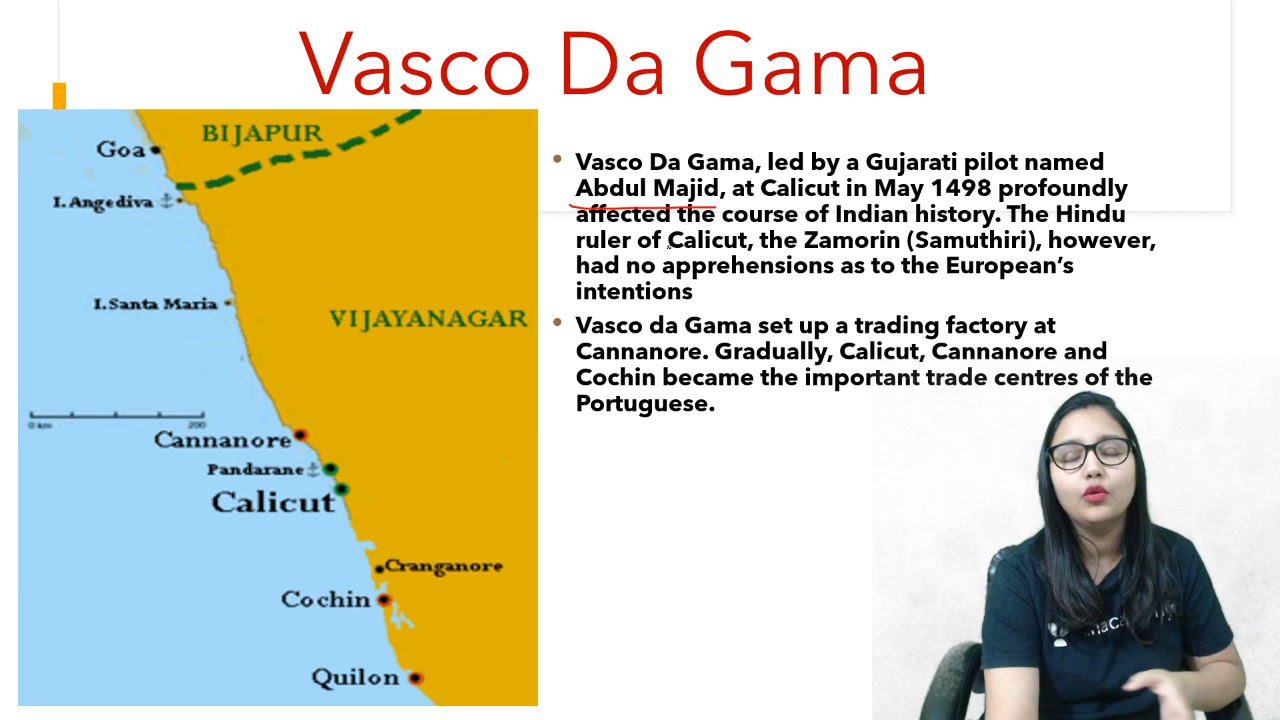 Vasco Da Gama
BIJAPUR
Goa
I. Angediva
I. Santa Maria
VIJAYANAGAR
0 km 200
Cannanore
Pandarane
Calicut
Cranganore
Cochin
Quilon
• Vasco Da Gama, led by a Gujarati pilot named
Abdul Majid, at Calicut in May 1498 profoundly
affected the course of Indian history. The Hindu
ruler of Calicut, the Zamorin (Samuthiri), however,
had no apprehensions as to the European’s
intentions
• Vasco da Gama set up a trading factory at
Cannanore. Gradually, Calicut, Cannanore and
Cochin became the important trade centres of the
Portuguese.